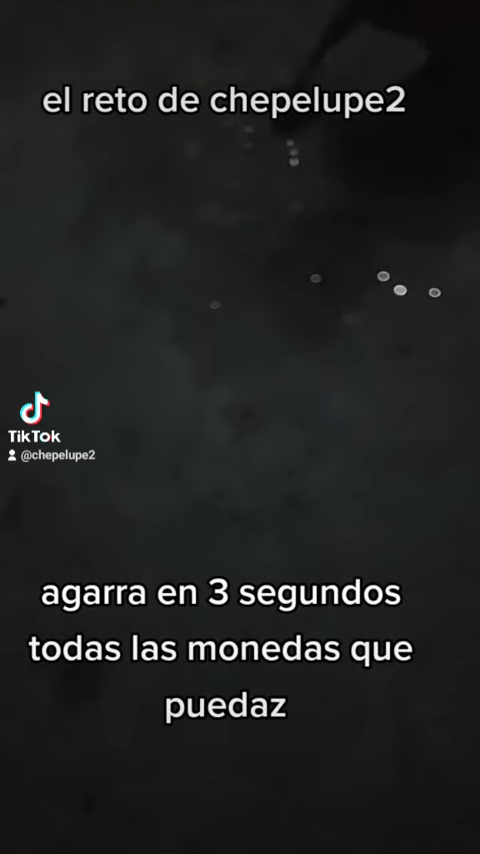 el reto de chepelupe2
TikTok
@chepelupe2
agarra en 3 segundos
todas las monedas que
puedaz